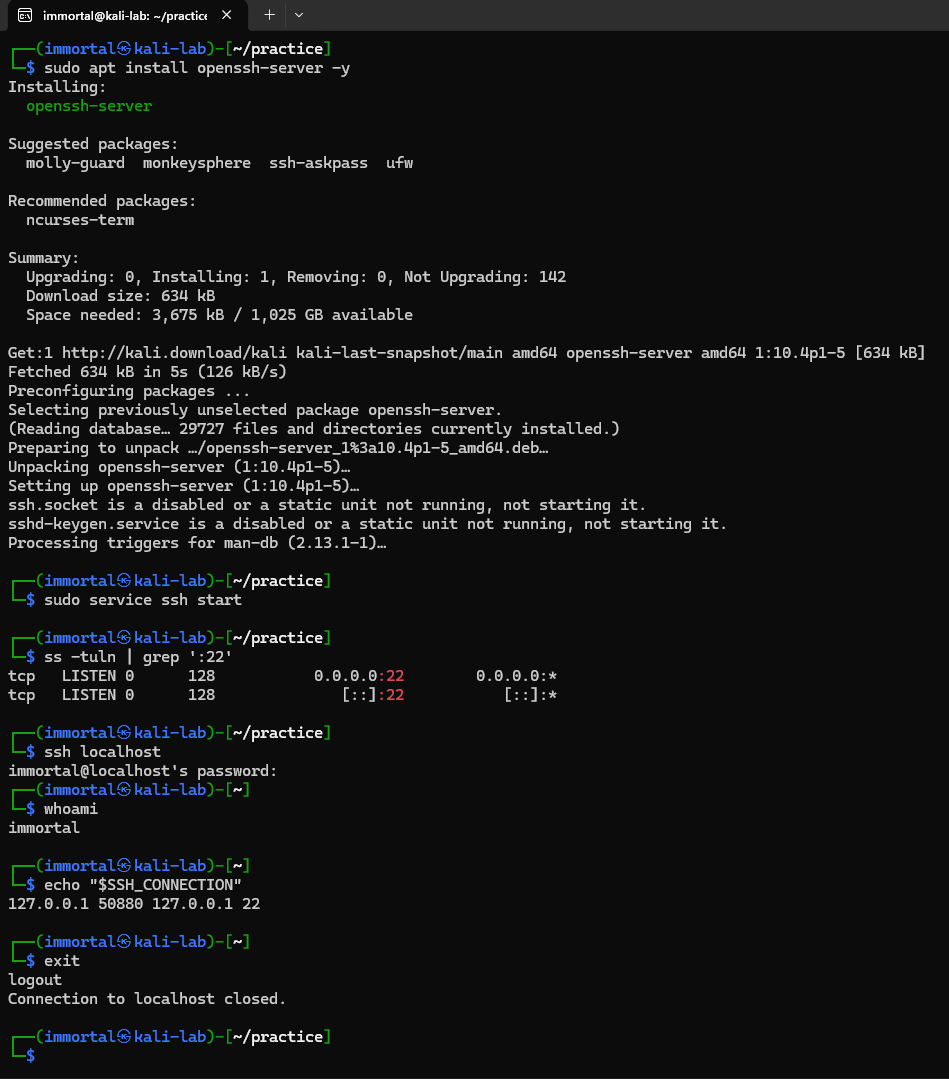 immortal@kali-lab: ~/practice
┌──(immortal㉿kali-lab)-[~/practice]
└─$ sudo apt install openssh-server -y
Installing:
  openssh-server

Suggested packages:
  molly-guard  monkeysphere  ssh-askpass  ufw

Recommended packages:
  ncurses-term

Summary:
  Upgrading: 0, Installing: 1, Removing: 0, Not Upgrading: 142
  Download size: 634 kB
  Space needed: 3,675 kB / 1,025 GB available

Get:1 http://kali.download/kali kali-last-snapshot/main amd64 openssh-server amd64 1:10.4p1-5 [634 kB]
Fetched 634 kB in 5s (126 kB/s)
Preconfiguring packages ...
Selecting previously unselected package openssh-server.
(Reading database… 29727 files and directories currently installed.)
Preparing to unpack …/openssh-server_1%3a10.4p1-5_amd64.deb…
Unpacking openssh-server (1:10.4p1-5)…
Setting up openssh-server (1:10.4p1-5)…
ssh.socket is a disabled or a static unit not running, not starting it.
sshd-keygen.service is a disabled or a static unit not running, not starting it.
Processing triggers for man-db (2.13.1-1)…

┌──(immortal㉿kali-lab)-[~/practice]
└─$ sudo service ssh start

┌──(immortal㉿kali-lab)-[~/practice]
└─$ ss -tuln | grep ':22'
tcp   LISTEN 0      128           0.0.0.0:22        0.0.0.0:*
tcp   LISTEN 0      128              [::]:22           [::]:*

┌──(immortal㉿kali-lab)-[~/practice]
└─$ ssh localhost
immortal@localhost's password:
┌──(immortal㉿kali-lab)-[~]
└─$ whoami
immortal

┌──(immortal㉿kali-lab)-[~]
└─$ echo "$SSH_CONNECTION"
127.0.0.1 50880 127.0.0.1 22

┌──(immortal㉿kali-lab)-[~]
└─$ exit
logout
Connection to localhost closed.

┌──(immortal㉿kali-lab)-[~/practice]
└─$